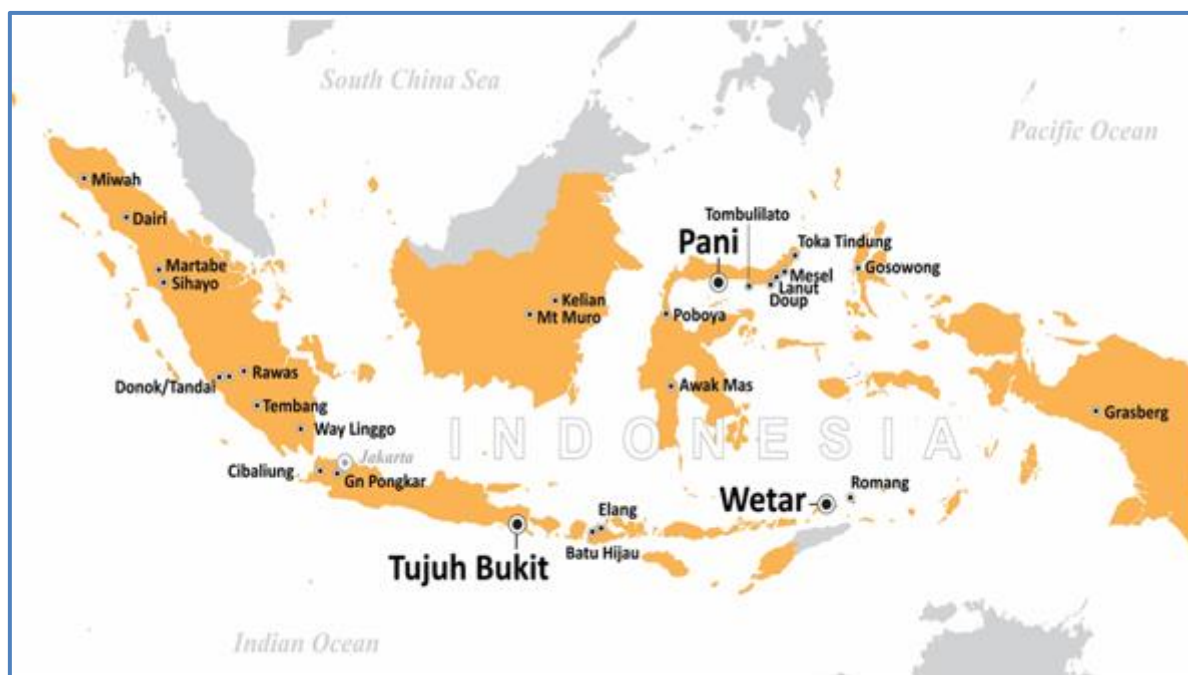 South China Sea
Pacific Ocean
Miwah
Dairi
Martabe
Sihayo
Tombulilato
Pani
Toka Tindung
Mesel
Gosowong
Lanut
Doup
Kelian
Mt Muro
Poboya
Rawas
Donok/Tandai
Awak Mas
Tembang
Grasberg
Way Linggo
INDONESIA
Jakarta
Cibaliung
Gn Pongkar
Romang
Wetar
Elang
Batu Hijau
Tujuh Bukit
Indian Ocean